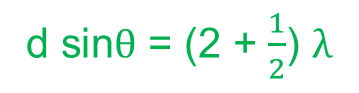 d sinθ = (2 + 1/2) λ